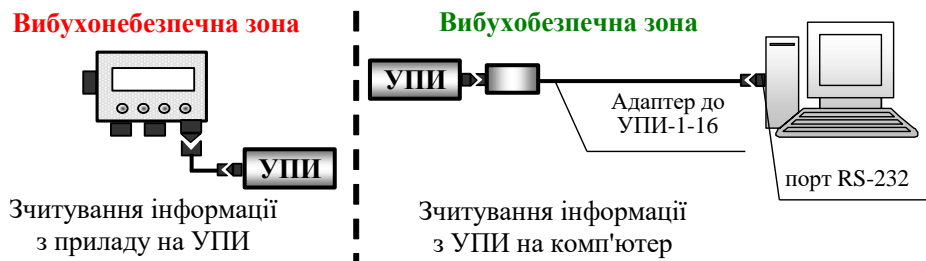 Вибухонебезпечна зона
УПИ
Зчитування інформації
з приладу на УПИ
Вибухобезпечна зона
УПИ
Адаптер до
УПИ-1-16
порт RS-232
Зчитування інформації
з УПИ на комп'ютер